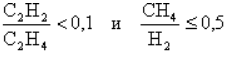 C₂H₂/C₂H₄ < 0,1 и CH₄/H₂ ≤ 0,5